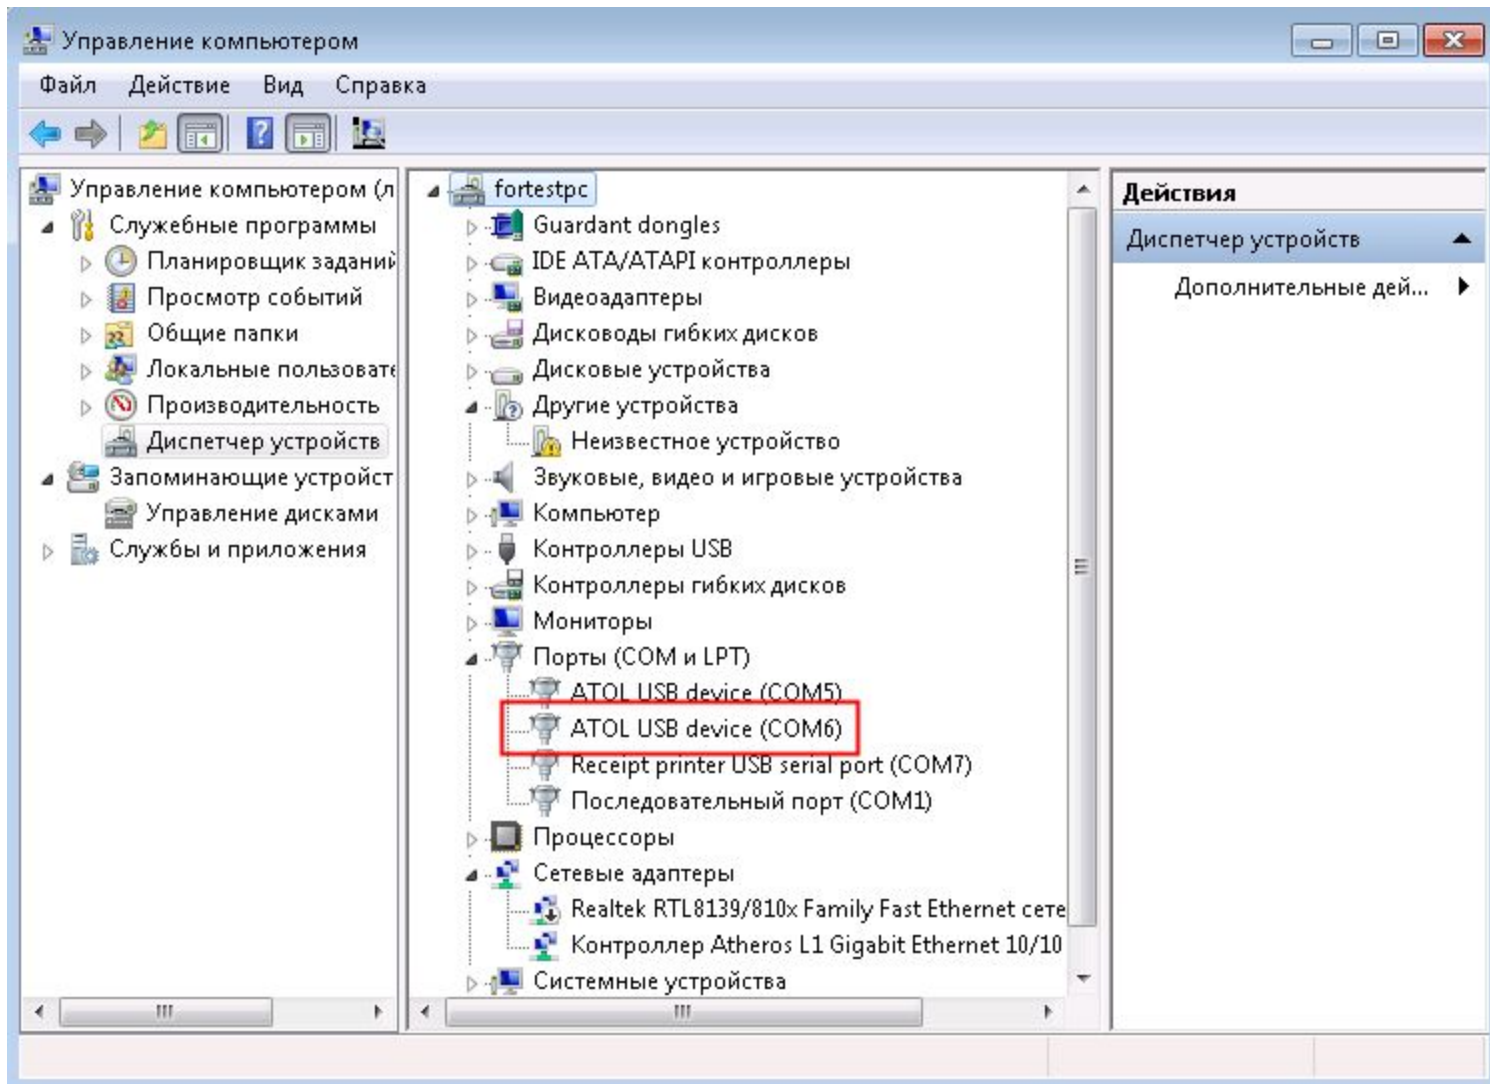 Управление компьютером
Файл Действие Вид Справка
Управление компьютером (л
Служебные программы
Планировщик заданий
Просмотр событий
Общие папки
Локальные пользовате
Производительность
Диспетчер устройств
Запоминающие устройст
Управление дисками
Службы и приложения
fortestpc
Guardant dongles
IDE ATA/ATAPI контроллеры
Видеоадаптеры
Дисководы гибких дисков
Дисковые устройства
Другие устройства
Неизвестное устройство
Звуковые, видео и игровые устройства
Компьютер
Контроллеры USB
Контроллеры гибких дисков
Мониторы
Порты (COM и LPT)
ATOL USB device (COM5)
ATOL USB device (COM6)
Receipt printer USB serial port (COM7)
Последовательный порт (COM1)
Процессоры
Сетевые адаптеры
Realtek RTL8139/810x Family Fast Ethernet сете
Контроллер Atheros L1 Gigabit Ethernet 10/10
Системные устройства
Действия
Диспетчер устройств
Дополнительные дей...